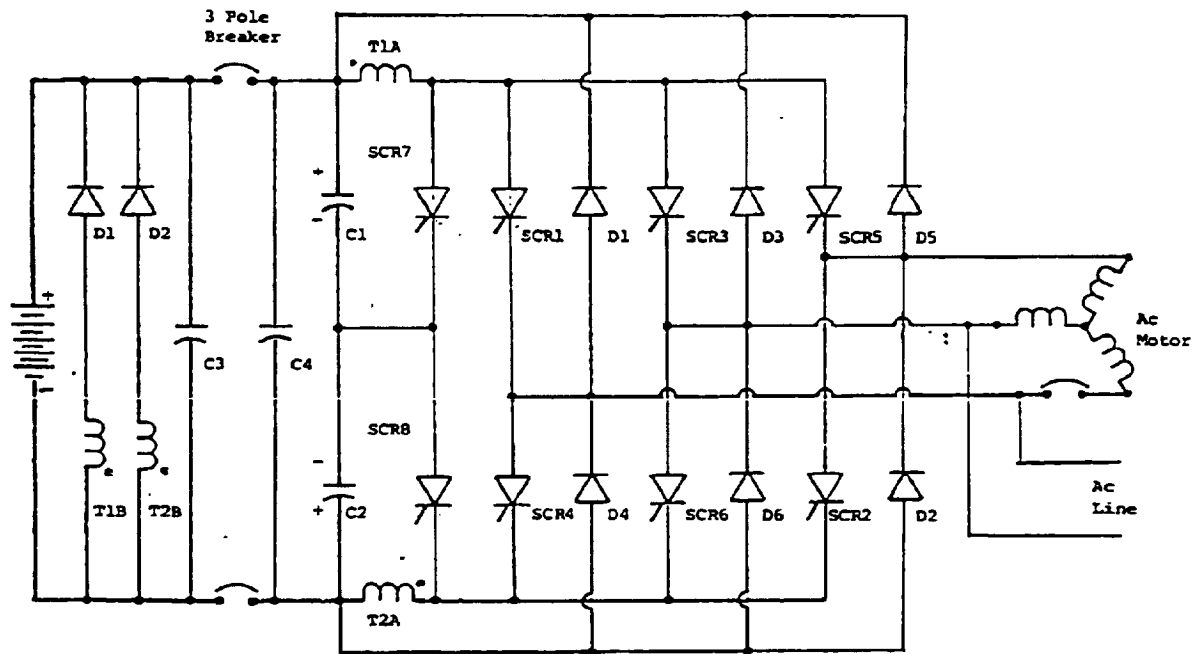 3 Pole
Breaker
T1A
SCR7
+
-
C1
D1
D2
SCR1
D1
SCR3
D3
SCR5
D5
+
-
C3
C4
Ac
Motor
SCR8
-
+
C2
T1B
T2B
SCR4
D4
SCR6
D6
SCR2
D2
Ac
Line
T2A